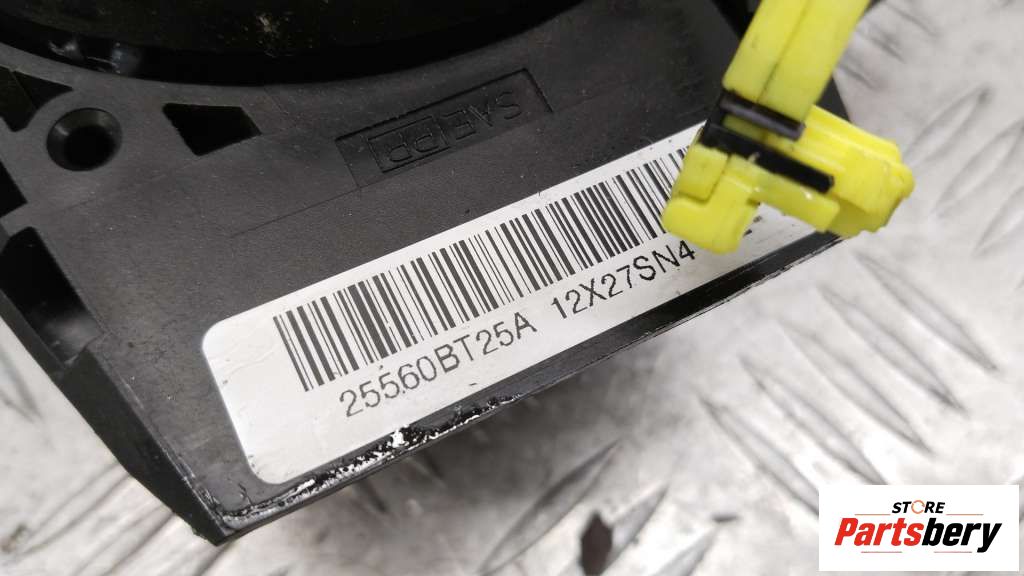 SAE PP
25560BT25A 12X27SN4
STORE
Partsbery